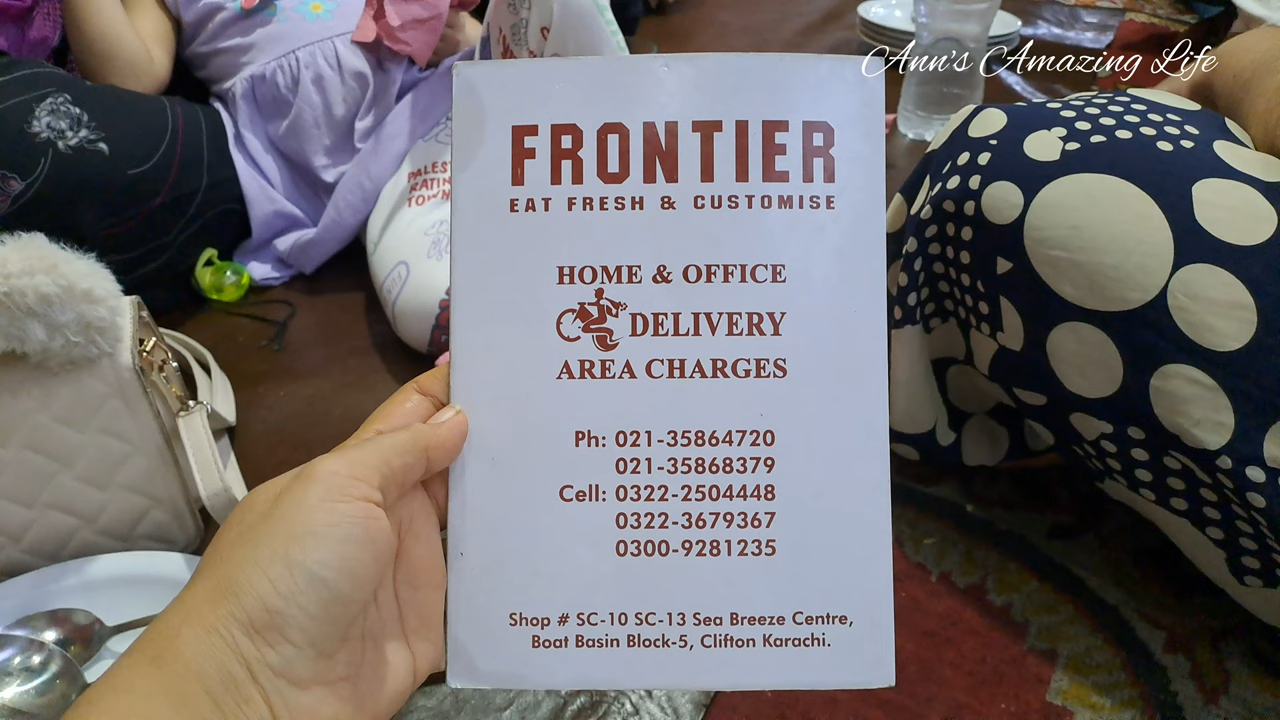 Ann's Amazing Life
FRONTIER
EAT FRESH & CUSTOMISE
HOME & OFFICE
DELIVERY
AREA CHARGES
Ph: 021-35864720
021-35868379
Cell: 0322-2504448
0322-3679367
0300-9281235
Shop # SC-10 SC-13 Sea Breeze Centre,
Boat Basin Block-5, Clifton Karachi.